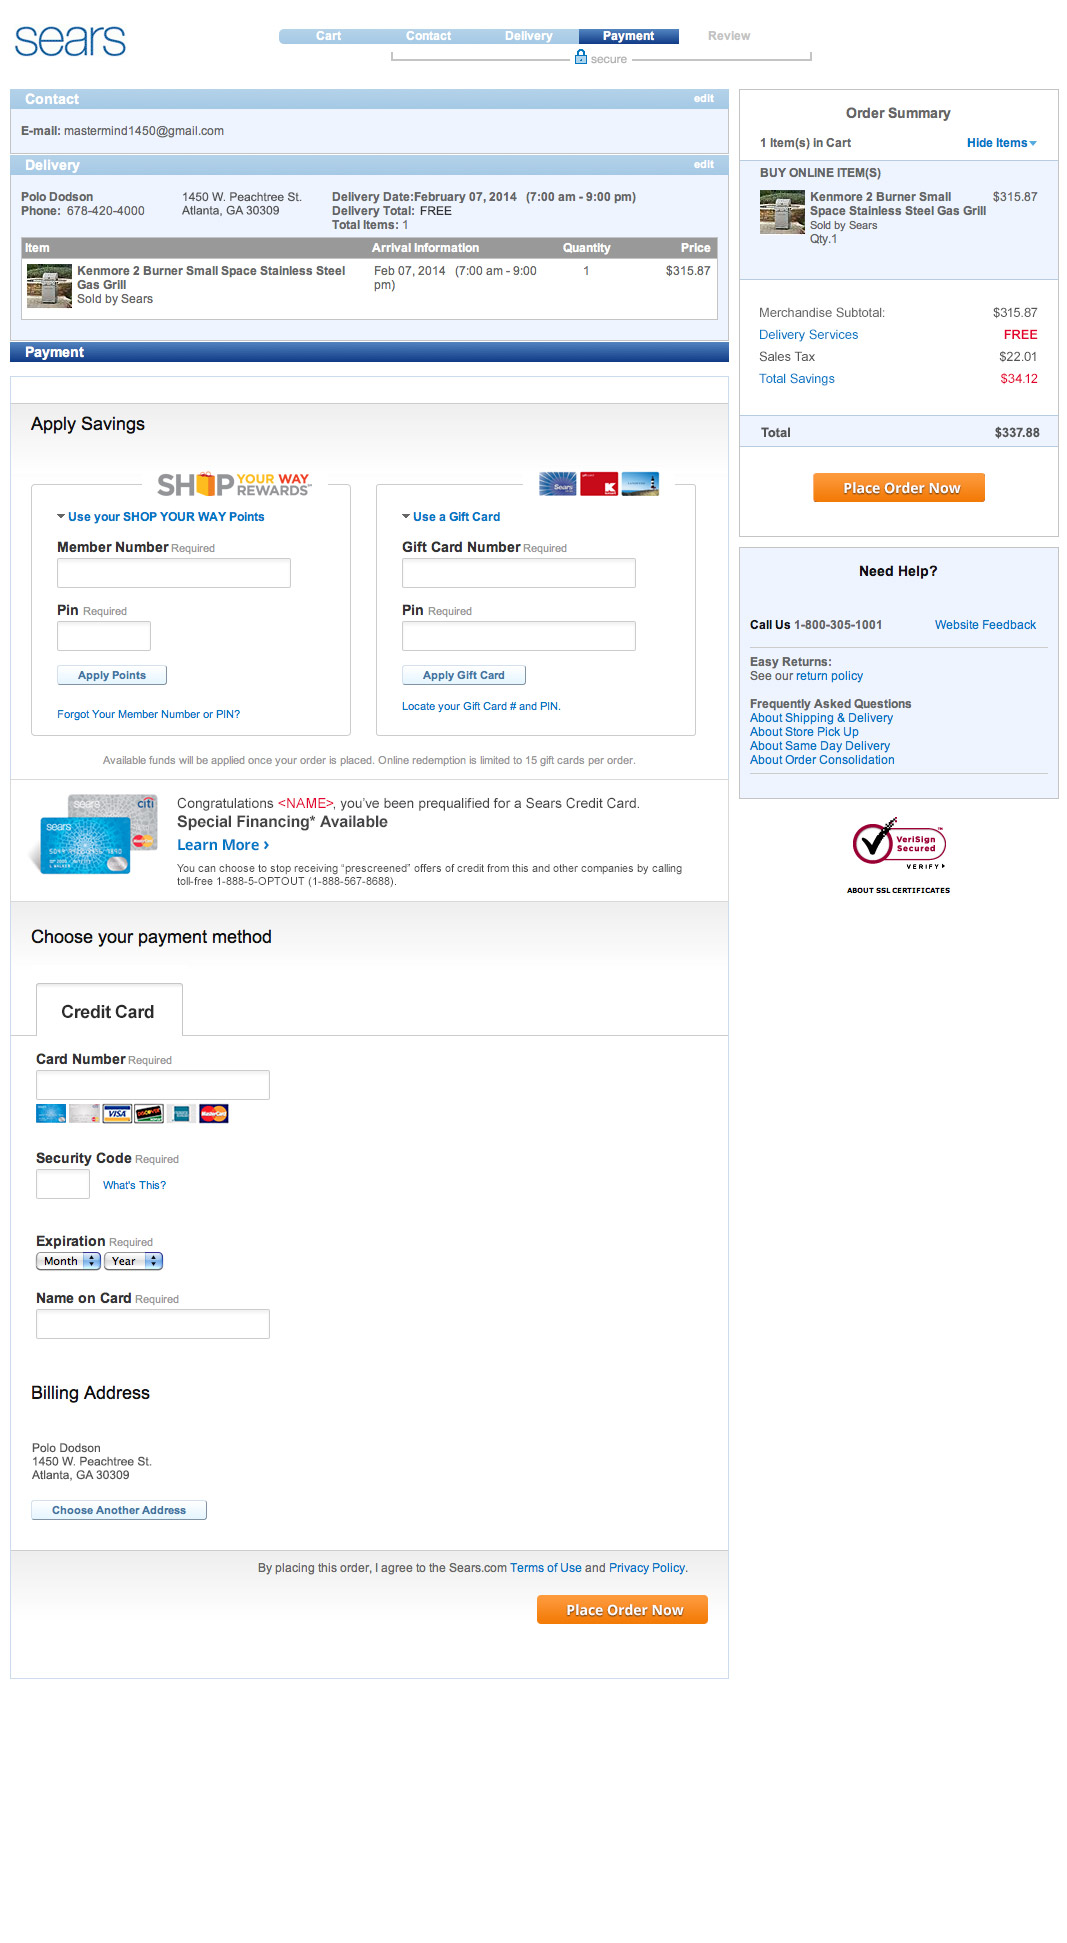 sears
Cart Contact Delivery Payment Review
secure
Contact edit
E-mail: mastermind1450@gmail.com
Delivery edit
Polo Dodson 1450 W. Peachtree St. Delivery Date:February 07, 2014 (7:00 am - 9:00 pm)
Phone: 678-420-4000 Atlanta, GA 30309 Delivery Total: FREE
Total Items: 1
Item Arrival Information Quantity Price
Kenmore 2 Burner Small Space Stainless Steel Feb 07, 2014 (7:00 am - 9:00 1 $315.87
Gas Grill pm)
Sold by Sears
Payment
Order Summary
1 Item(s) in Cart Hide Items
BUY ONLINE ITEM(S)
Kenmore 2 Burner Small $315.87
Space Stainless Steel Gas Grill
Sold by Sears
Qty.1
Merchandise Subtotal: $315.87
Delivery Services FREE
Sales Tax $22.01
Total Savings $34.12
Total $337.88
Place Order Now
Need Help?
Call Us 1-800-305-1001 Website Feedback
Easy Returns:
See our return policy
Frequently Asked Questions
About Shipping & Delivery
About Store Pick Up
About Same Day Delivery
About Order Consolidation
VeriSign
Secured
VERIFY
ABOUT SSL CERTIFICATES
Apply Savings
SHOP YOUR WAY
REWARDS™
Use your SHOP YOUR WAY Points
Member Number Required
Pin Required
Apply Points
Forgot Your Member Number or PIN?
Sears K
Use a Gift Card
Gift Card Number Required
Pin Required
Apply Gift Card
Locate your Gift Card # and PIN.
Available funds will be applied once your order is placed. Online redemption is limited to 15 gift cards per order.
sears citi
sears
MasterCard
Congratulations <NAME>, you've been prequalified for a Sears Credit Card.
Special Financing* Available
Learn More ›
You can choose to stop receiving “prescreened” offers of credit from this and other companies by calling
toll-free 1-888-5-OPTOUT (1-888-567-8688).
Choose your payment method
Credit Card
Card Number Required
VISA DISCOVER MasterCard
Security Code Required
What's This?
Expiration Required
Month Year
Name on Card Required
Billing Address
Polo Dodson
1450 W. Peachtree St.
Atlanta, GA 30309
Choose Another Address
By placing this order, I agree to the Sears.com Terms of Use and Privacy Policy.
Place Order Now